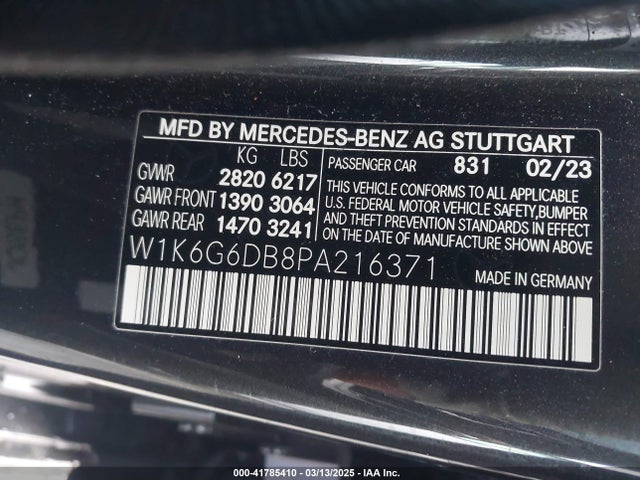 MFD BY MERCEDES-BENZ AG STUTTGART
KG LBS
GVWR 2820 6217
GAWR FRONT 1390 3064
GAWR REAR 1470 3241
PASSENGER CAR 831 02/23
THIS VEHICLE CONFORMS TO ALL APPLICABLE
U.S. FEDERAL MOTOR VEHICLE SAFETY,BUMPER
AND THEFT PREVENTION STANDARDS IN EFFECT
ON THE DATE OF MANUFACTURE SHOWN ABOVE.
W1K6G6DB8PA216371
MADE IN GERMANY
000-41785410 - 03/13/2025 - IAA Inc.